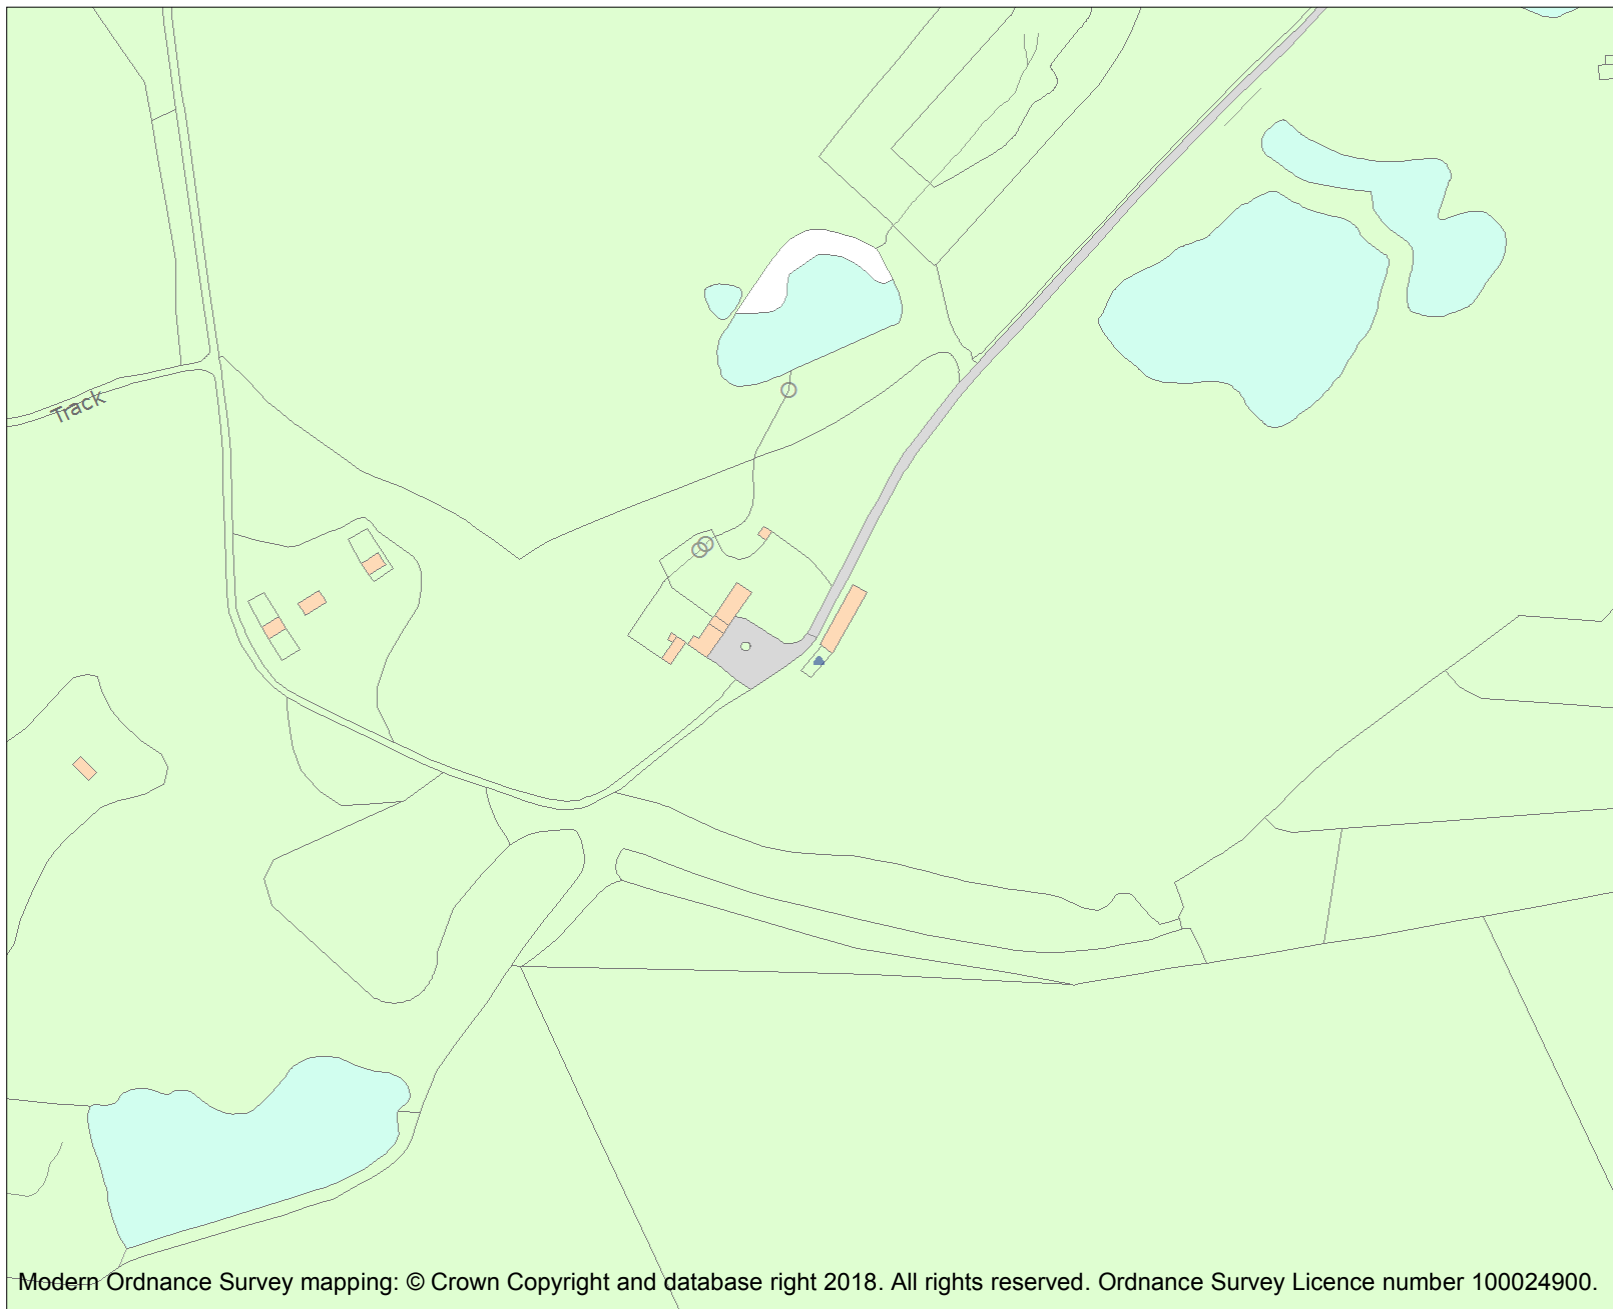 Track
Modern Ordnance Survey mapping: © Crown Copyright and database right 2018. All rights reserved. Ordnance Survey Licence number 100024900.